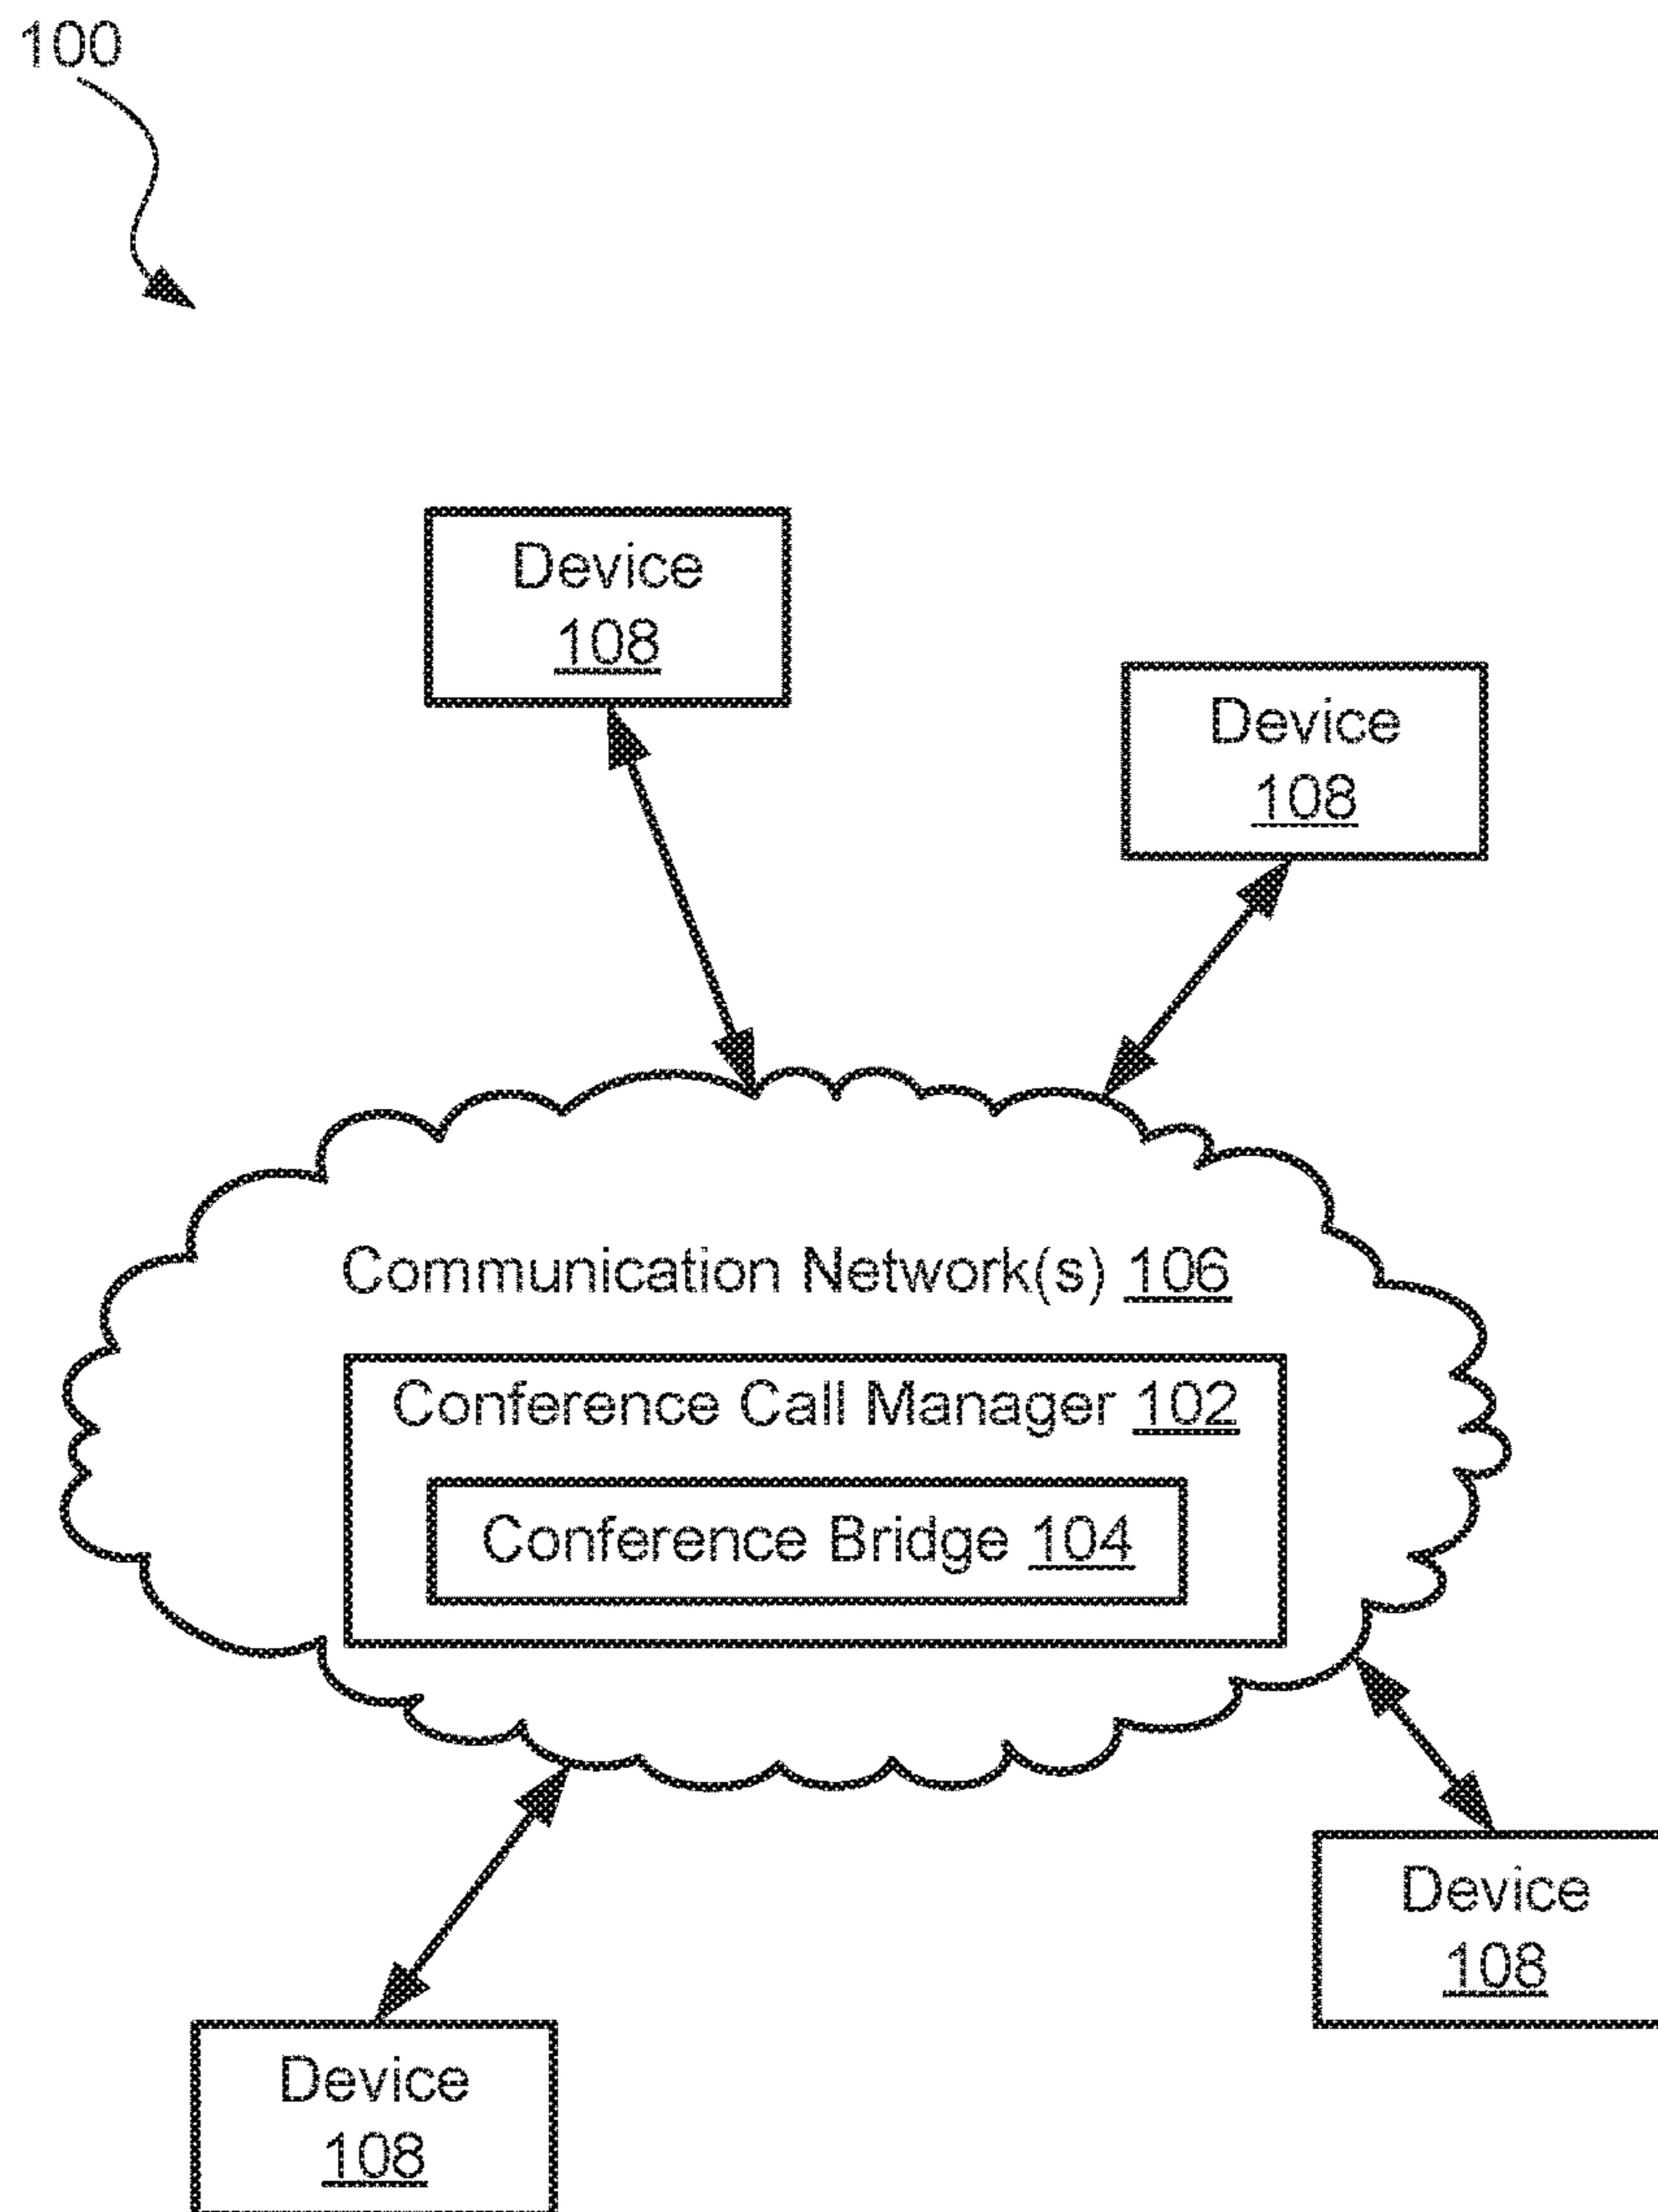 100
Device
108
Device
108
Communication Network(s) 106
Conference Call Manager 102
Conference Bridge 104
Device
108
Device
108